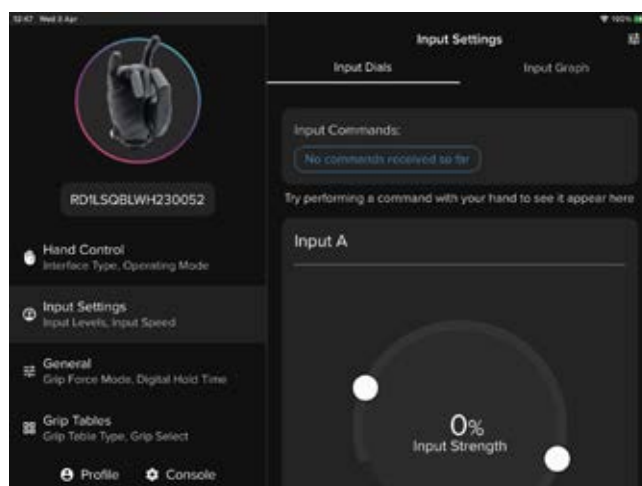 12:47 Wed 3 Apr
100%
RD1LSQBLWH230052
Hand Control
Interface Type, Operating Mode
Input Settings
Input Levels, Input Speed
General
Grip Force Mode, Digital Hold Time
Grip Tables
Grip Table Type, Grip Select
Profile
Console
Input Settings
Input Dials
Input Graph
Input Commands:
No commands received so far
Try performing a command with your hand to see it appear here
Input A
0%
Input Strength